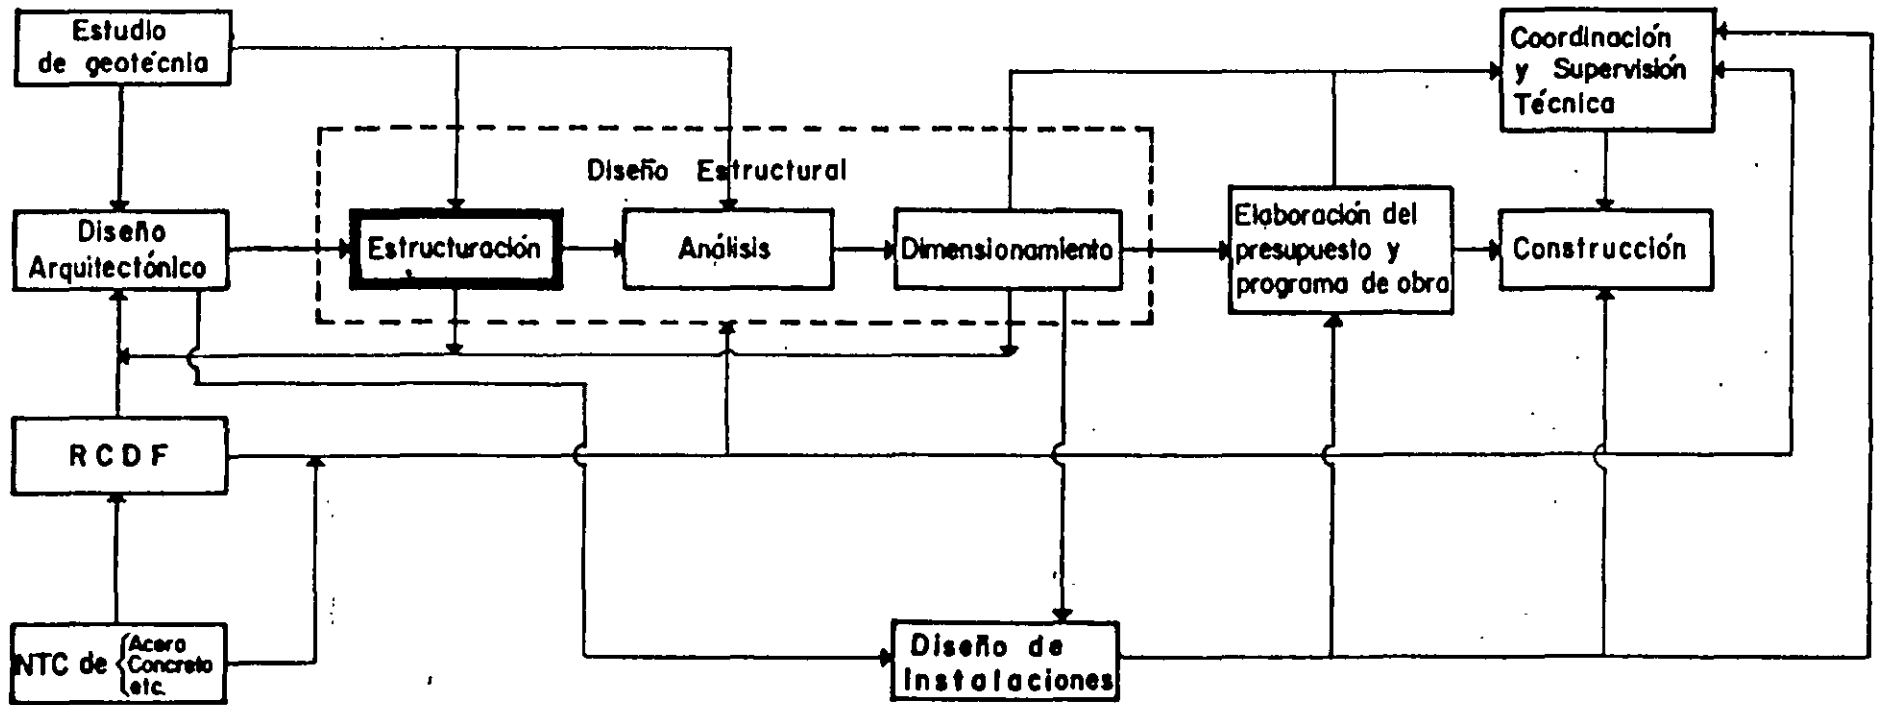 Estudio
de geotécnia
Coordinación
y Supervisión
Técnica
Diseño Estructural
Diseño
Arquitectónico
Estructuración
Análisis
Dimensionamiento
Elaboración del
presupuesto y
programa de obra
Construcción
RCDF
NTC de { Acero
Concreto
etc.
Diseño de
Instalaciones